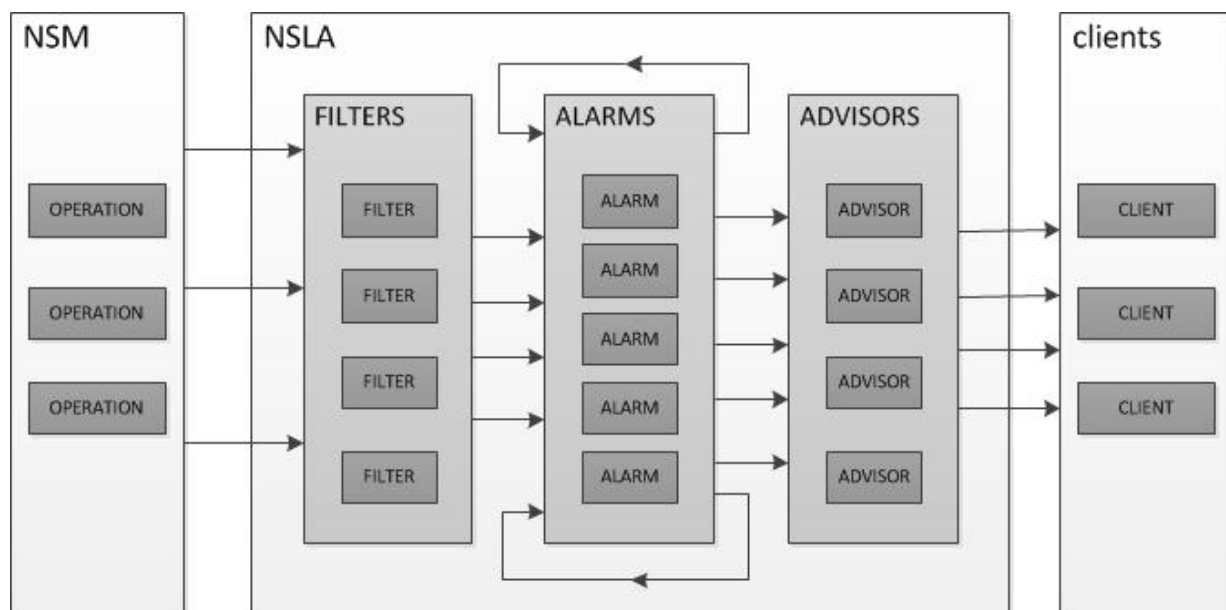 NSM
OPERATION
OPERATION
OPERATION
NSLA
FILTERS
FILTER
FILTER
FILTER
FILTER
ALARMS
ALARM
ALARM
ALARM
ALARM
ALARM
ADVISORS
ADVISOR
ADVISOR
ADVISOR
ADVISOR
clients
CLIENT
CLIENT
CLIENT